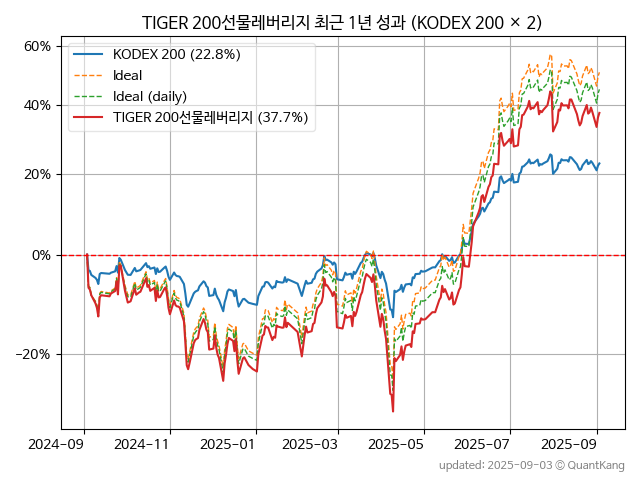 TIGER 200선물레버리지 최근 1년 성과 (KODEX 200 × 2)
60%
40%
20%
0%
−20%
KODEX 200 (22.8%)
Ideal
Ideal (daily)
TIGER 200선물레버리지 (37.7%)
2024-09
2024-11
2025-01
2025-03
2025-05
2025-07
2025-09
updated: 2025-09-03 © QuantKang